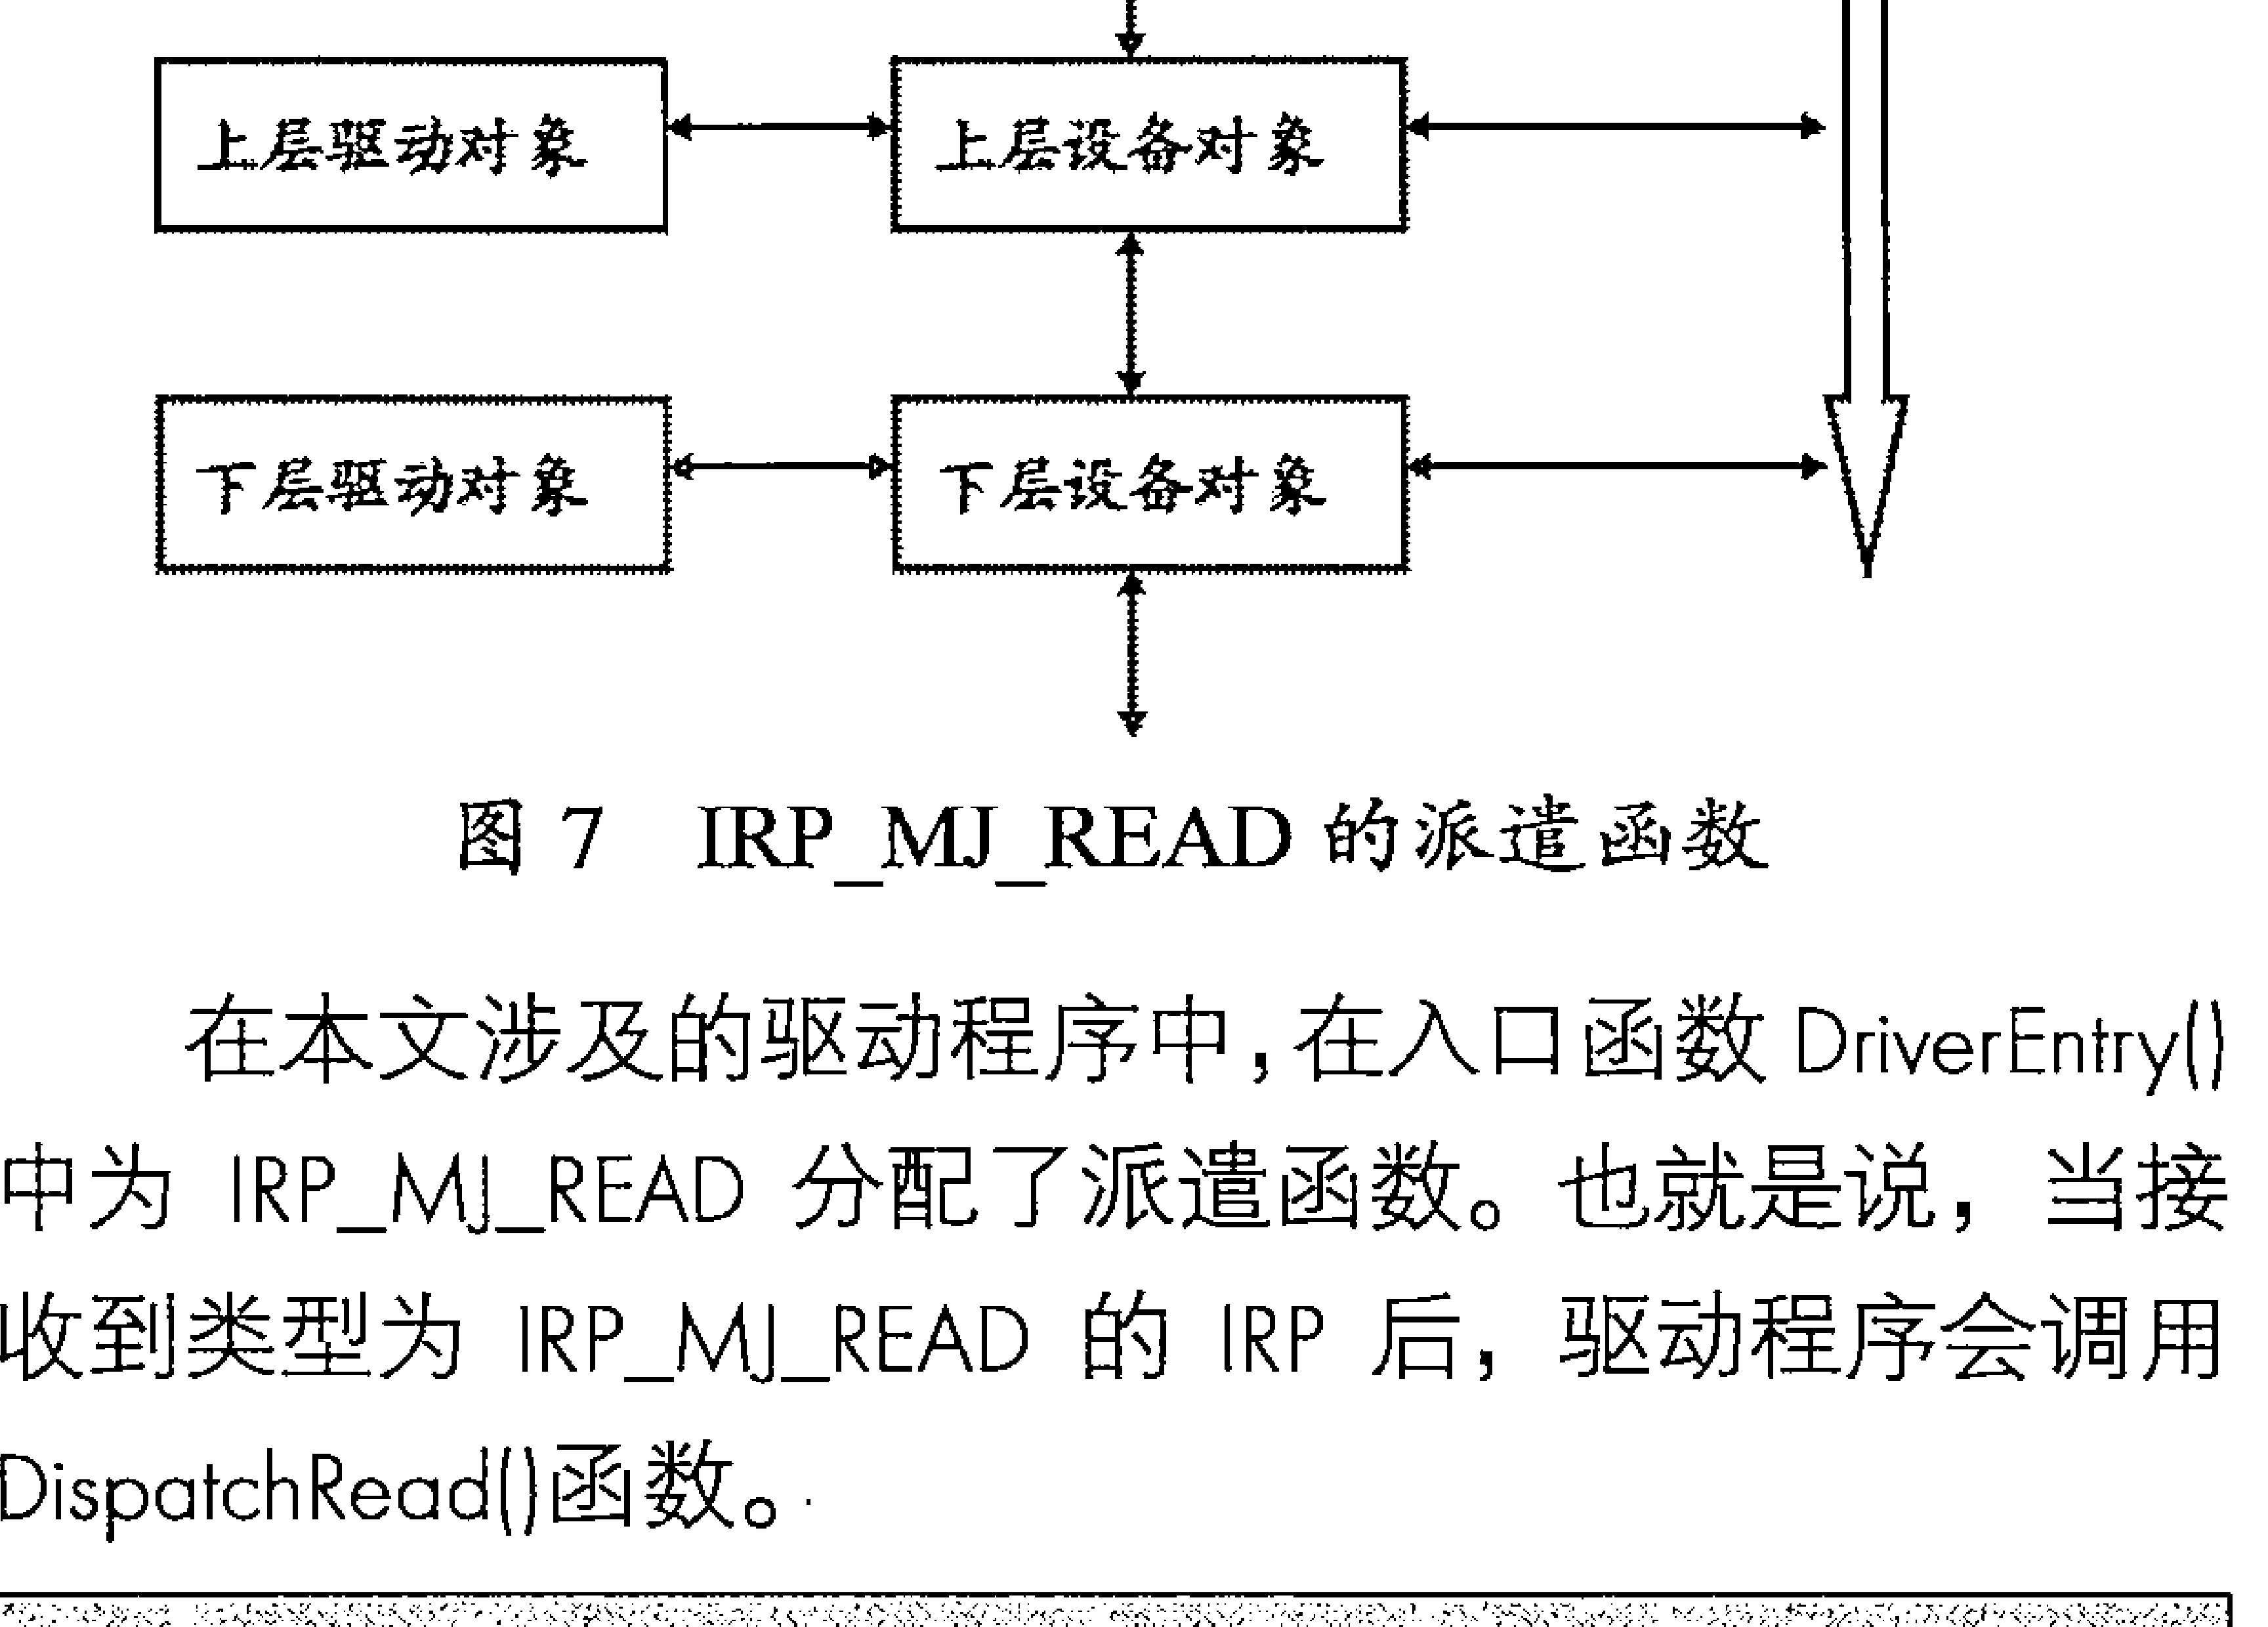 上层驱动对象 上层设备对象
下层驱动对象 下层设备对象
图 7 IRP_MJ_READ 的派遣函数
在本文涉及的驱动程序中,在入口函数 DriverEntry()
中为 IRP_MJ_READ 分配了派遣函数。也就是说，当接
收到类型为 IRP_MJ_READ 的 IRP 后，驱动程序会调用
DispatchRead()函数。